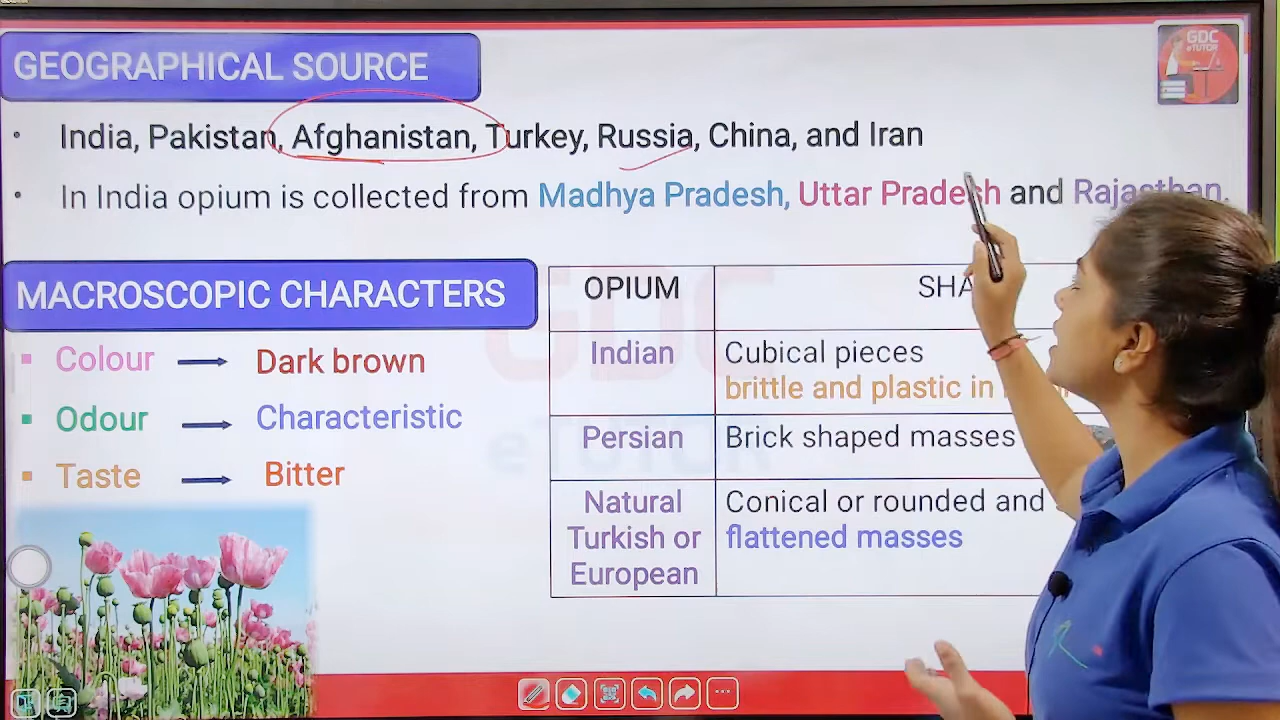 GEOGRAPHICAL SOURCE
GDC
eTUTOR
• India, Pakistan, Afghanistan, Turkey, Russia, China, and Iran
• In India opium is collected from Madhya Pradesh, Uttar Pradesh and Rajasthan.
MACROSCOPIC CHARACTERS
▪ Colour → Dark brown
▪ Odour → Characteristic
▪ Taste → Bitter
OPIUM
Indian
Cubical pieces
brittle and plastic in
Persian
Brick shaped masses
Natural
Turkish or
European
Conical or rounded and
flattened masses
GDC
eTUTOR